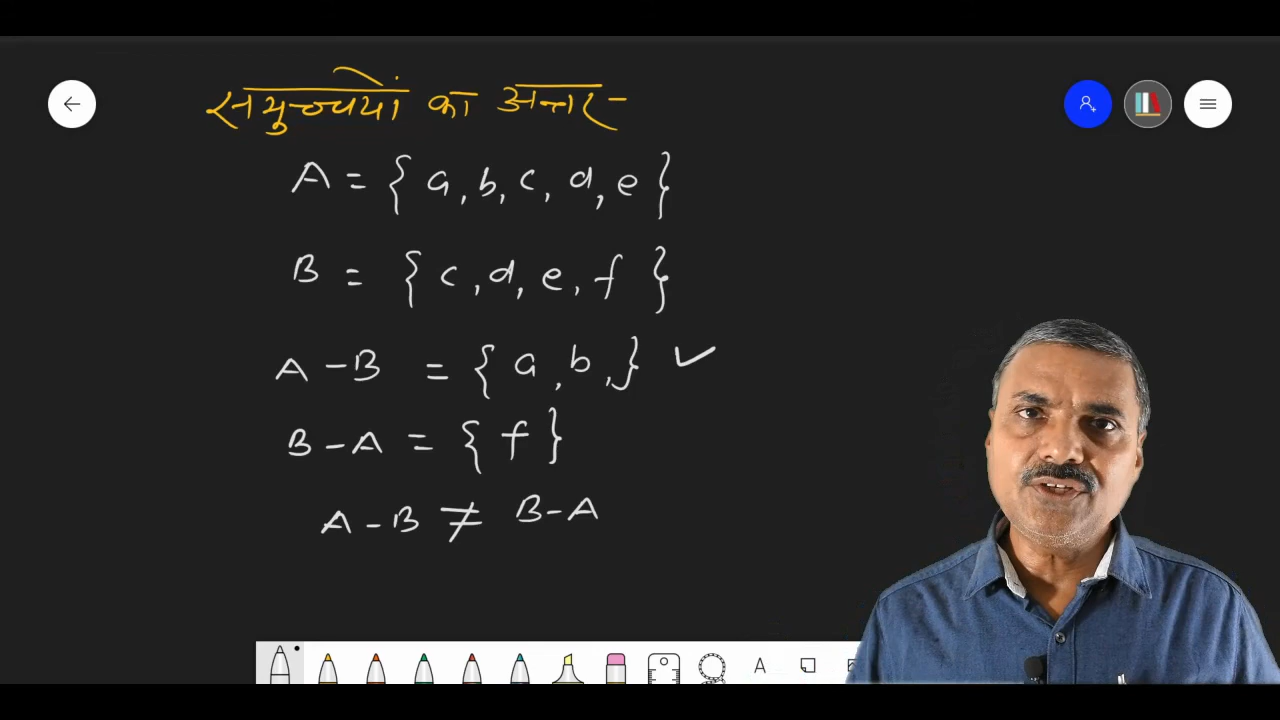 समुच्चयों का अन्तर -
A = { a, b, c, d, e }
B = { c, d, e, f }
A - B = { a, b, } ✓
B - A = { f }
A - B ≠ B - A
A